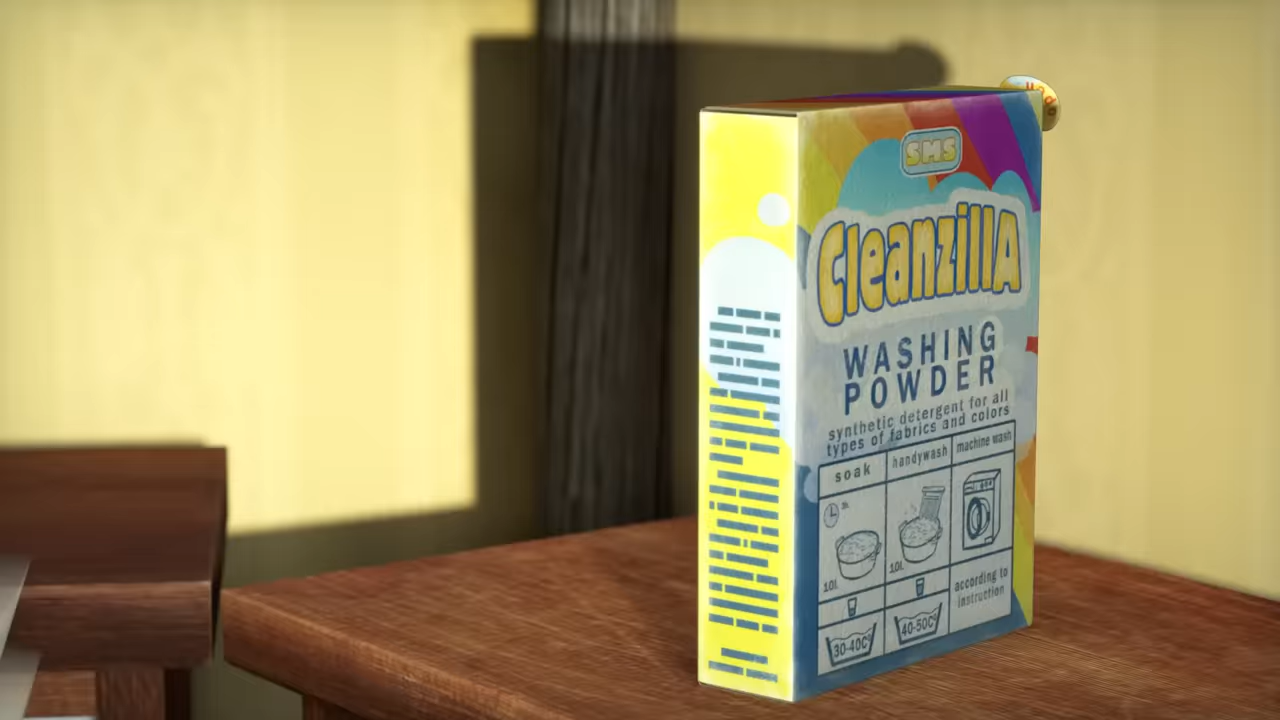 SMS
CleanzillA
WASHING
POWDER
synthetic detergent for all
types of fabrics and colors
soak handywash machine wash
3h.
10l. 10l.
according to
instruction
30-40C° 40-50C°